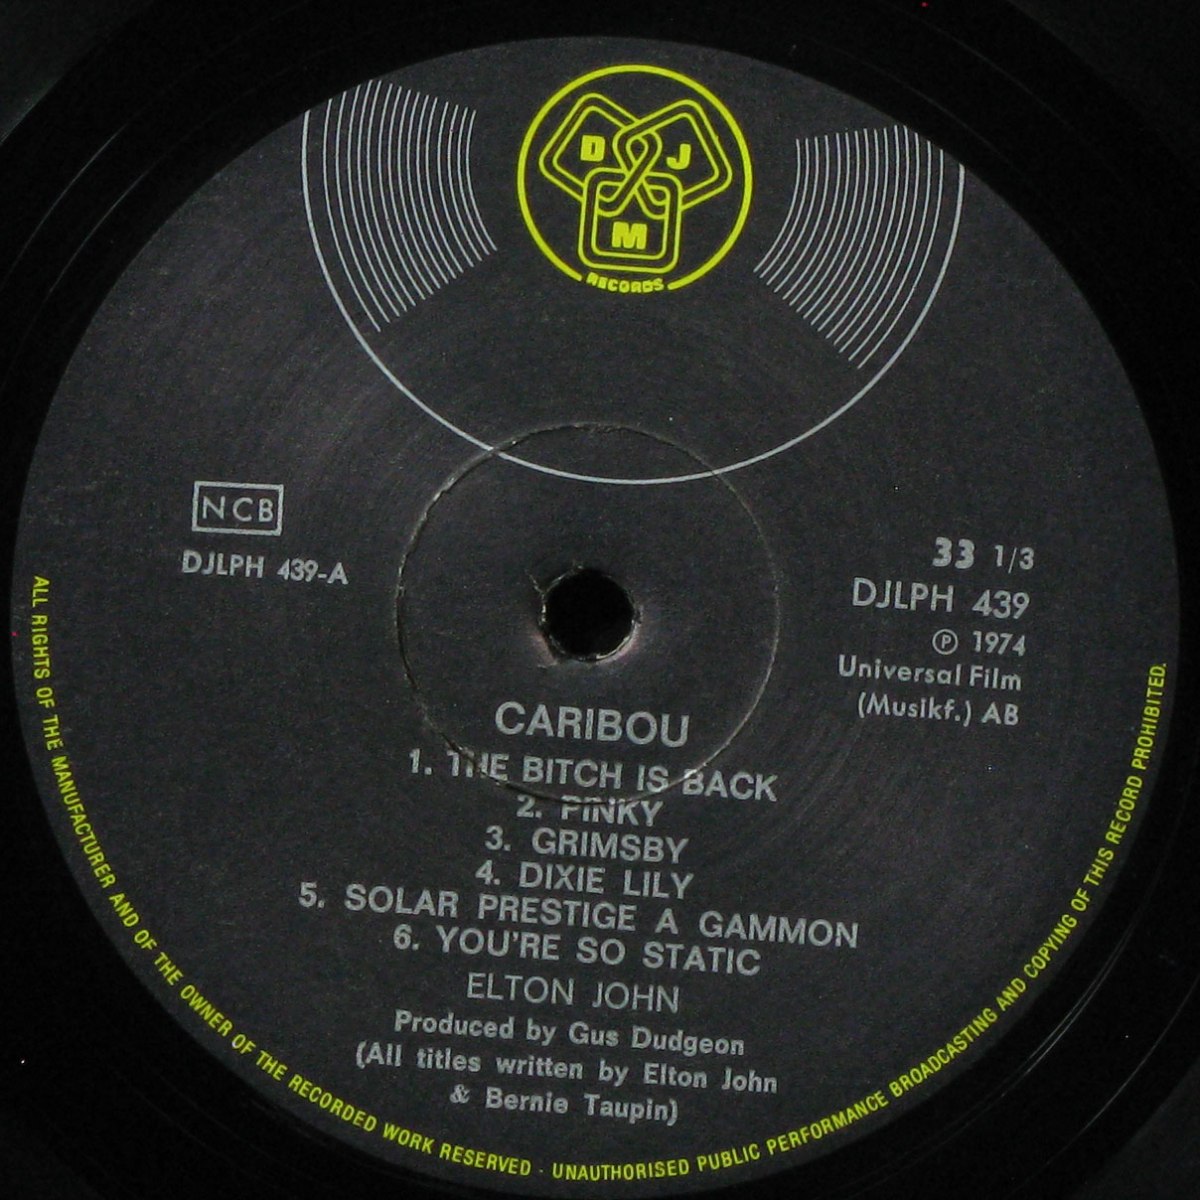 D J
M
RECORDS
NCB
DJLPH 439-A
33 1/3
DJLPH 439
℗ 1974
Universal Film
(Musikf.) AB
CARIBOU
1. THE BITCH IS BACK
2. PINKY
3. GRIMSBY
4. DIXIE LILY
5. SOLAR PRESTIGE A GAMMON
6. YOU'RE SO STATIC
ELTON JOHN
Produced by Gus Dudgeon
(All titles written by Elton John
& Bernie Taupin)
ALL RIGHTS OF THE MANUFACTURER AND OF THE OWNER OF THE RECORDED WORK RESERVED · UNAUTHORISED PUBLIC PERFORMANCE BROADCASTING AND COPYING OF THIS RECORD PROHIBITED.